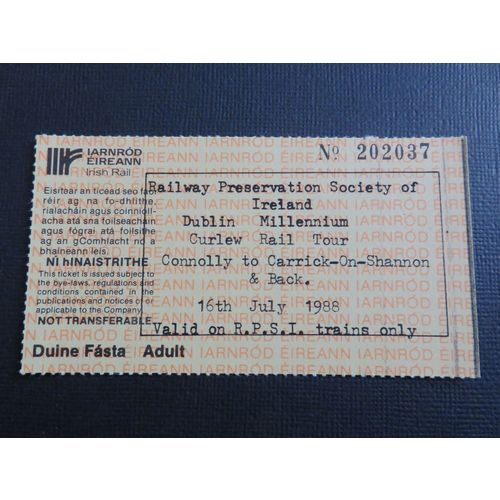 IARNRÓD
ÉIREANN
Irish Rail
Nº 202037
Eisítear an ticéad seo faoi
réir ag na fo-dhlithe,
rialacháin agus coinníoll-
acha atá sna foilseacháin
agus fógraí atá foilsithe
ag an gComhlacht nó a
bhaineann leis.
NÍ hINAISTRITHE
This ticket is issued subject to
the bye-laws, regulations and
conditions contained in the
publications and notices of or
applicable to the Company.
NOT TRANSFERABLE
Railway Preservation Society of
Ireland
Dublin Millennium
Curlew Rail Tour
Connolly to Carrick-On-Shannon
& Back.
16th July 1988
Valid on R.P.S.I. trains only
Duine Fásta Adult